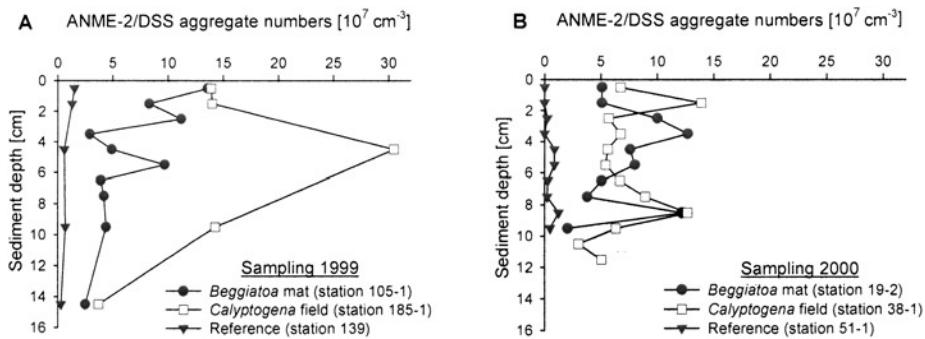 A ANME-2/DSS aggregate numbers [10⁷ cm⁻³]
0 5 10 15 20 25 30
Sediment depth [cm]
0
2
4
6
8
10
12
14
16
Sampling 1999
Beggiatoa mat (station 105-1)
Calyptogena field (station 185-1)
Reference (station 139)
B ANME-2/DSS aggregate numbers [10⁷ cm⁻³]
0 5 10 15 20 25 30
Sediment depth [cm]
0
2
4
6
8
10
12
14
16
Sampling 2000
Beggiatoa mat (station 19-2)
Calyptogena field (station 38-1)
Reference (station 51-1)